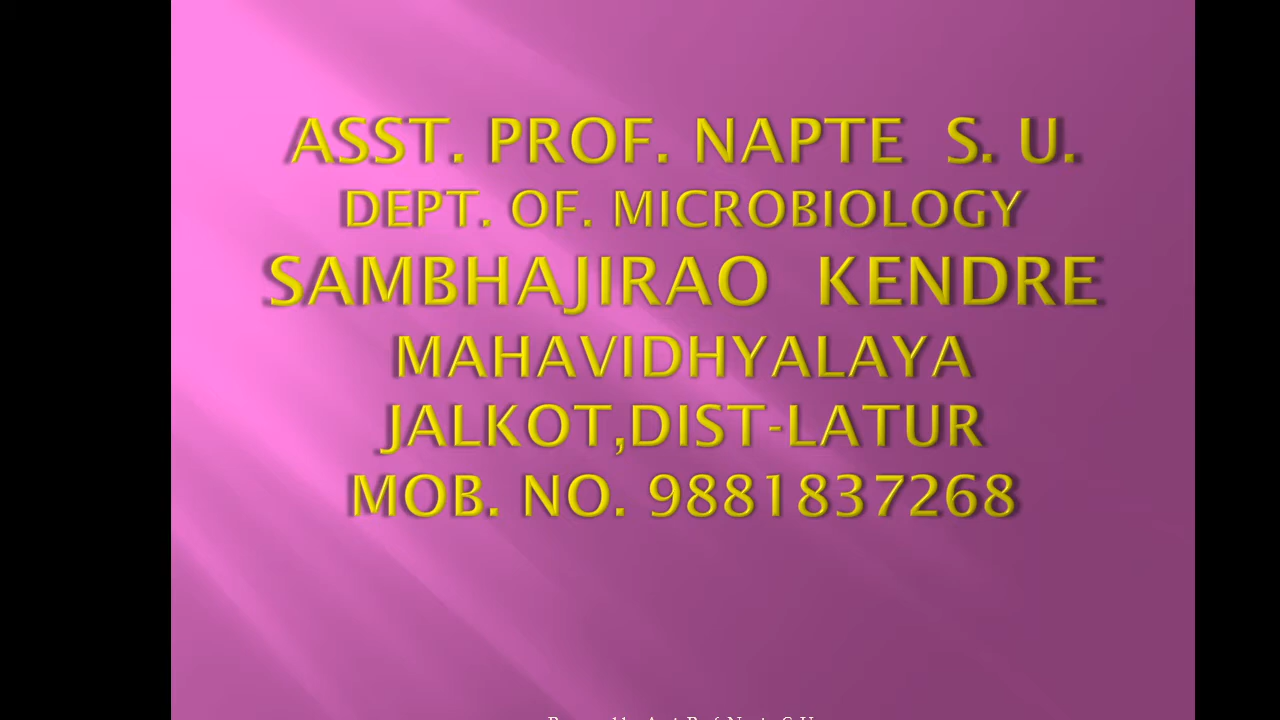 ASST. PROF. NAPTE S. U.
DEPT. OF. MICROBIOLOGY
SAMBHAJIRAO KENDRE
MAHAVIDHYALAYA
JALKOT,DIST-LATUR
MOB. NO. 9881837268